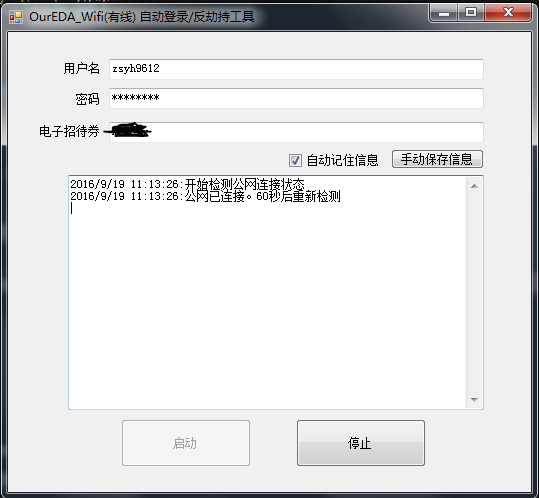 OurEDA_Wifi(有线) 自动登录/反劫持工具
用户名 zsyh9612
密码 ********
电子招待券
自动记住信息 手动保存信息
2016/9/19 11:13:26:开始检测公网连接状态
2016/9/19 11:13:26:公网已连接。60秒后重新检测
启动 停止